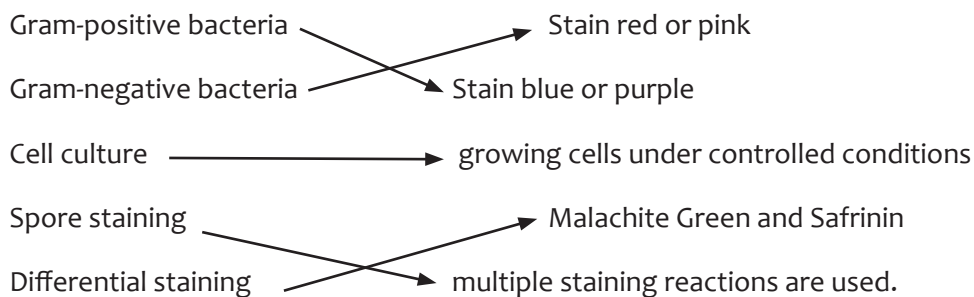 Gram-positive bacteria Stain red or pink
Gram-negative bacteria Stain blue or purple
Cell culture growing cells under controlled conditions
Spore staining Malachite Green and Safrinin
Differential staining multiple staining reactions are used.